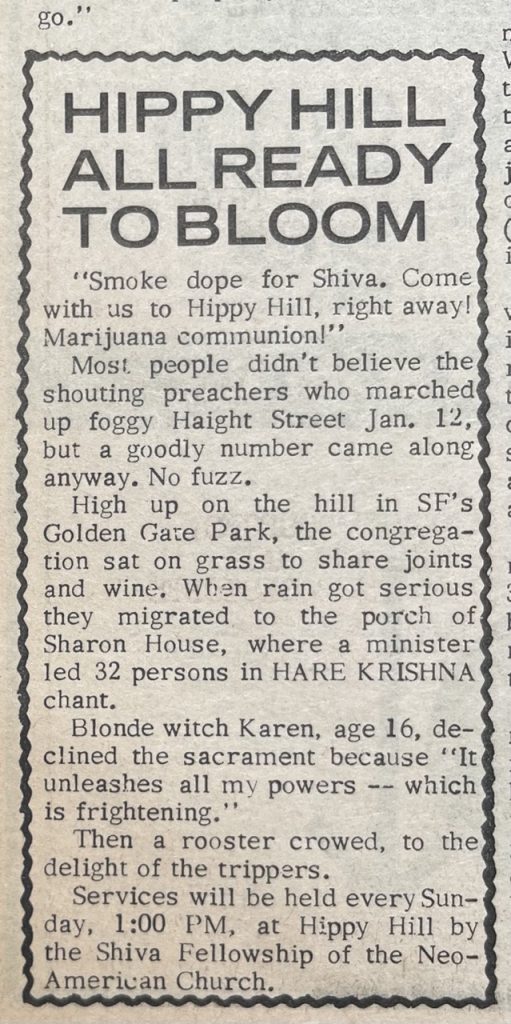 go."
HIPPY HILL
ALL READY
TO BLOOM
"Smoke dope for Shiva. Come
with us to Hippy Hill, right away!
Marijuana communion!"
Most people didn't believe the
shouting preachers who marched
up foggy Haight Street Jan. 12,
but a goodly number came along
anyway. No fuzz.
High up on the hill in SF's
Golden Gate Park, the congrega-
tion sat on grass to share joints
and wine. When rain got serious
they migrated to the porch of
Sharon House, where a minister
led 32 persons in HARE KRISHNA
chant.
Blonde witch Karen, age 16, de-
clined the sacrament because "It
unleashes all my powers -- which
is frightening."
Then a rooster crowed, to the
delight of the trippers.
Services will be held every Sun-
day, 1:00 PM, at Hippy Hill by
the Shiva Fellowship of the Neo-
American Church.